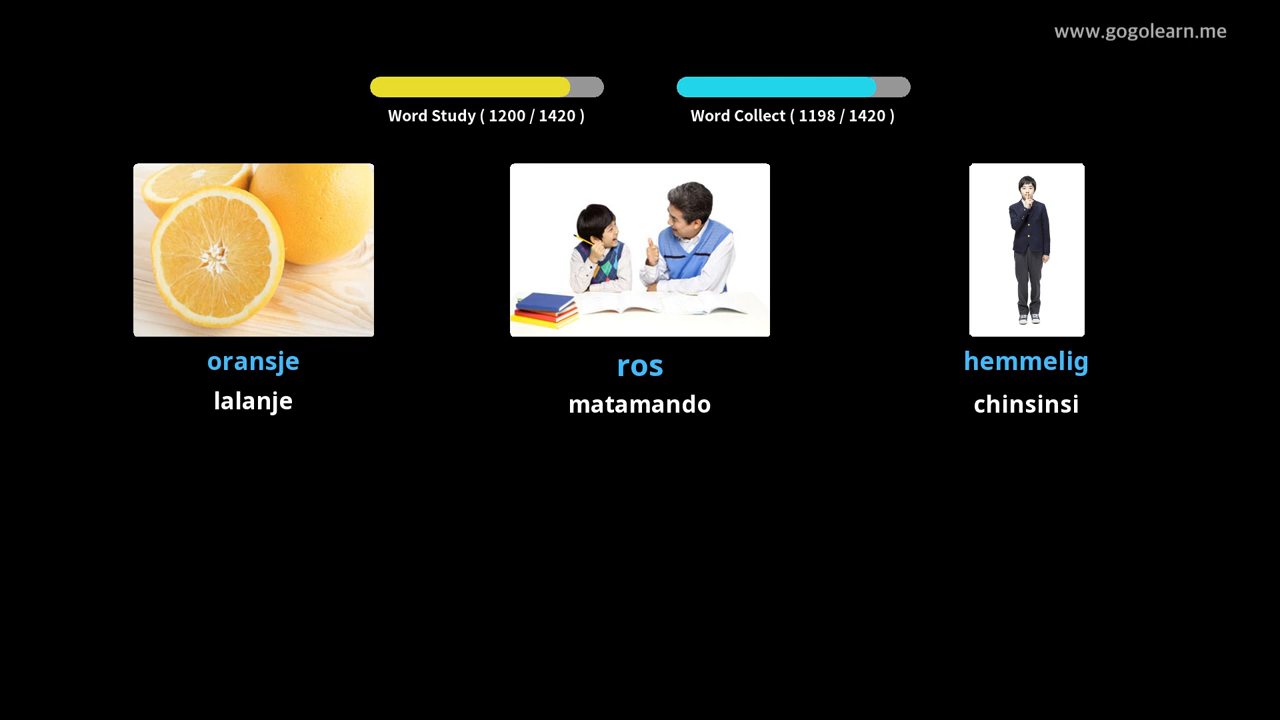 www.gogolearn.me
Word Study ( 1200 / 1420 )
Word Collect ( 1198 / 1420 )
oransje
lalanje
ros
matamando
hemmelig
chinsinsi